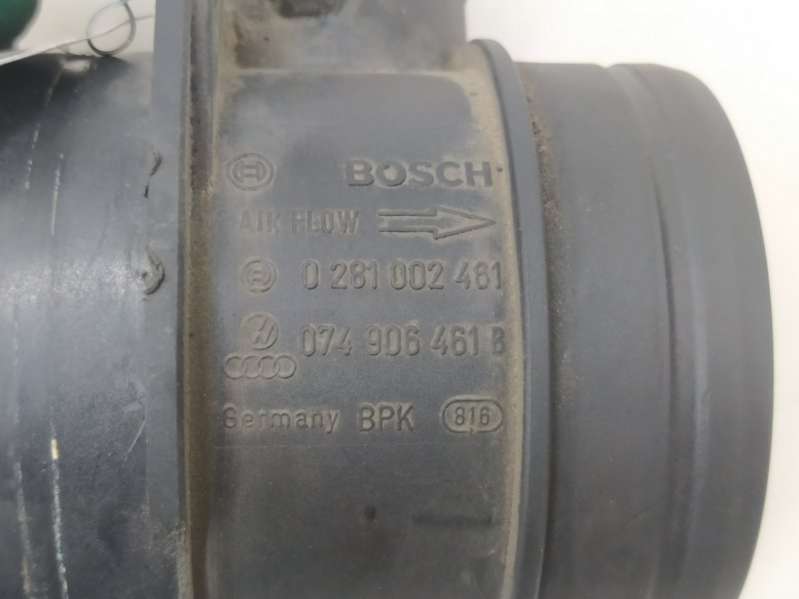 BOSCH
AIR FLOW
0 281 002 461
074 906 461 B
Germany BPK 816